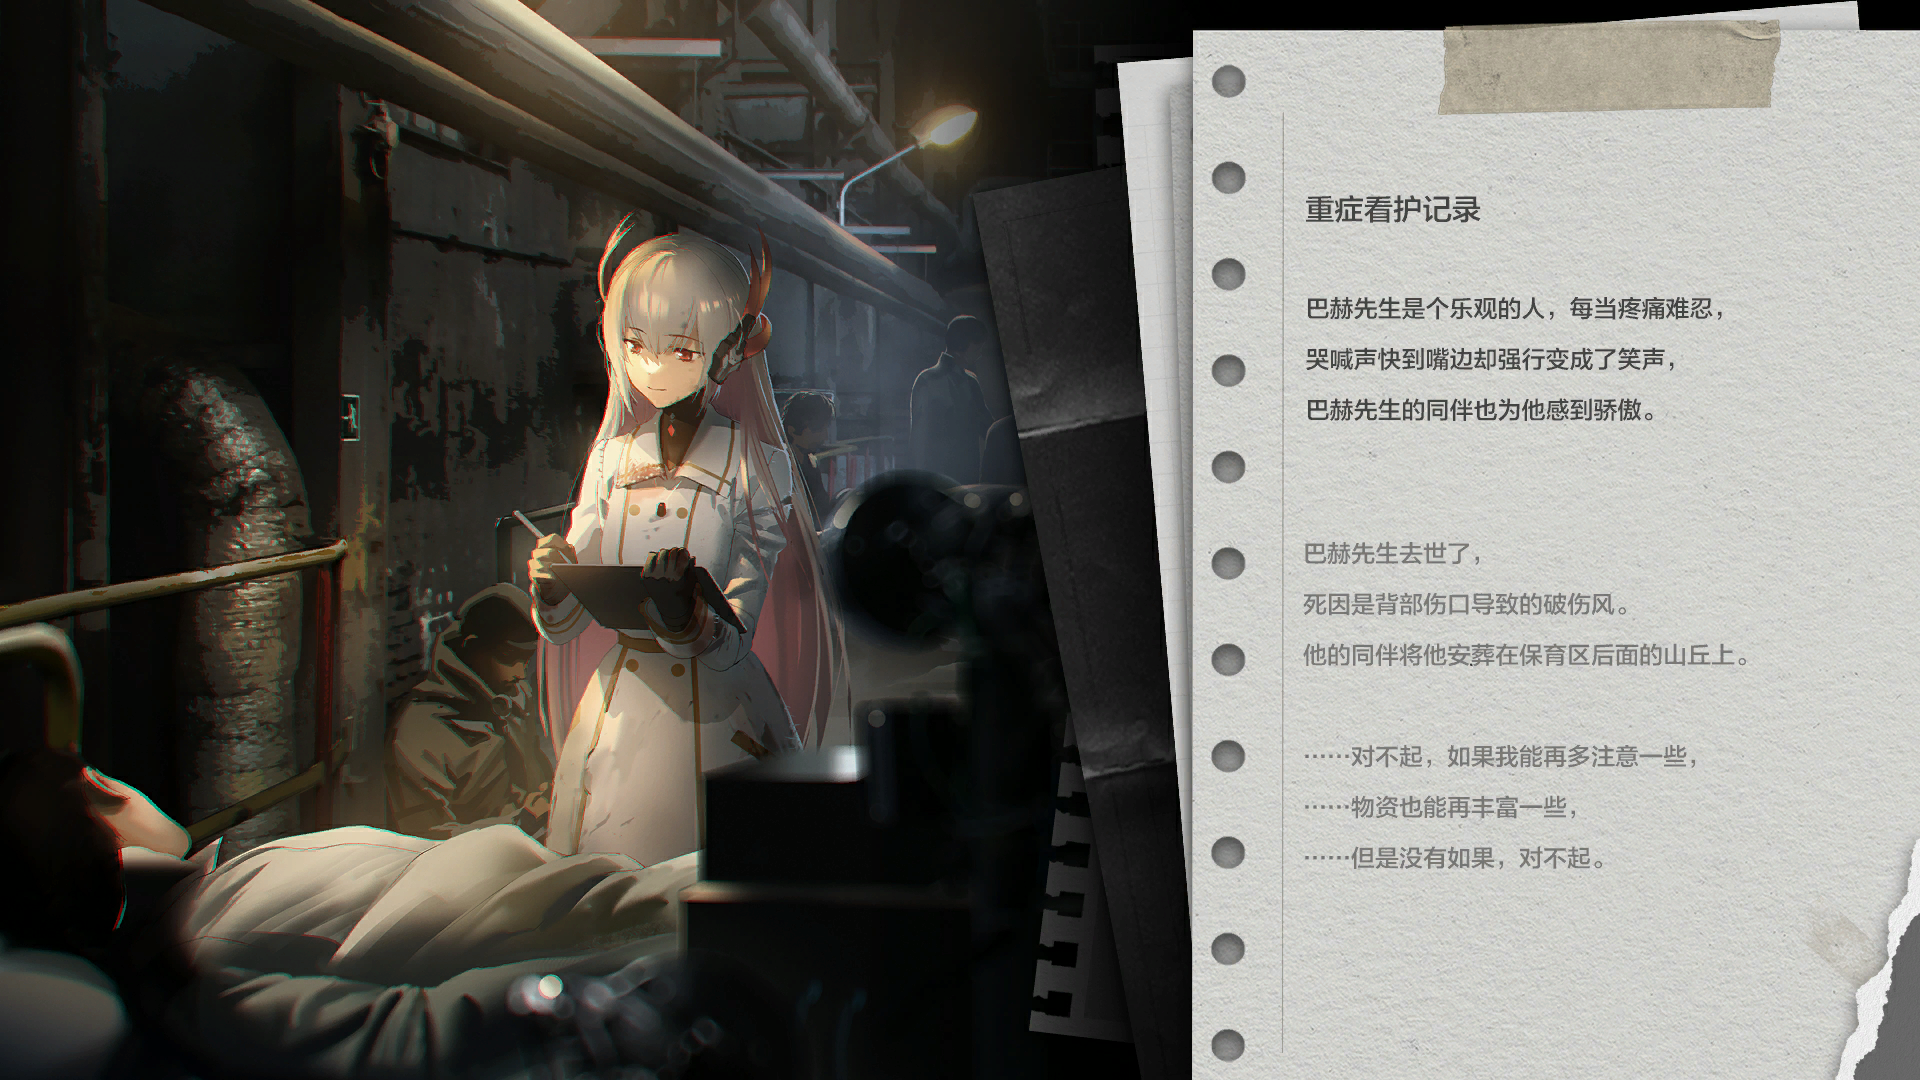 重症看护记录
巴赫先生是个乐观的人，每当疼痛难忍，
哭喊声快到嘴边却强行变成了笑声，
巴赫先生的同伴也为他感到骄傲。
巴赫先生去世了，
死因是背部伤口导致的破伤风。
他的同伴将他安葬在保育区后面的山丘上。
……对不起，如果我能再多注意一些，
……物资也能再丰富一些，
……但是没有如果，对不起。